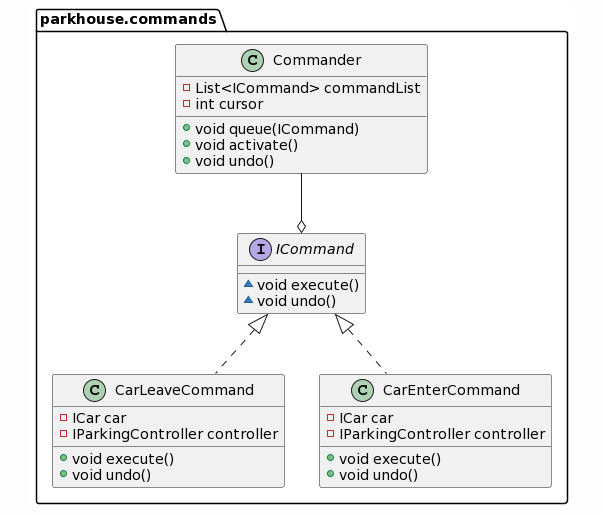 parkhouse.commands
C Commander
List<ICommand> commandList
int cursor
void queue(ICommand)
void activate()
void undo()
I ICommand
void execute()
void undo()
C CarLeaveCommand
ICar car
IParkingController controller
void execute()
void undo()
C CarEnterCommand
ICar car
IParkingController controller
void execute()
void undo()